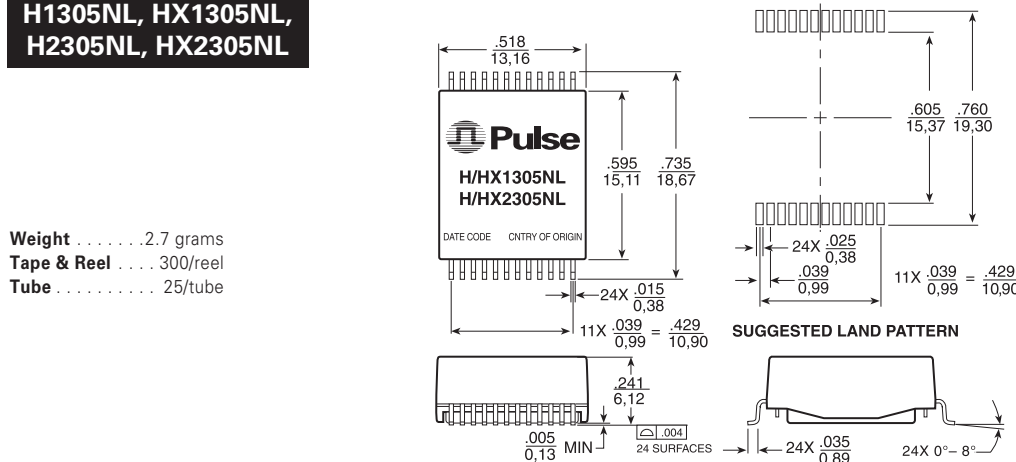 H1305NL, HX1305NL,
H2305NL, HX2305NL
Weight . . . . . . .2.7 grams
Tape & Reel . . . . 300/reel
Tube . . . . . . . . . . 25/tube
.518
13,16
Pulse
H/HX1305NL
H/HX2305NL
DATE CODE CNTRY OF ORIGIN
.595
15,11
.735
18,67
24X .015
0,38
11X .039 = .429
0,99 10,90
.605
15,37
.760
19,30
24X .025
0,38
.039
0,99
11X .039 = .429
0,99 10,90
SUGGESTED LAND PATTERN
.241
6,12
.005 MIN
0,13
.004
24 SURFACES
24X .035
0,89
24X 0°– 8°